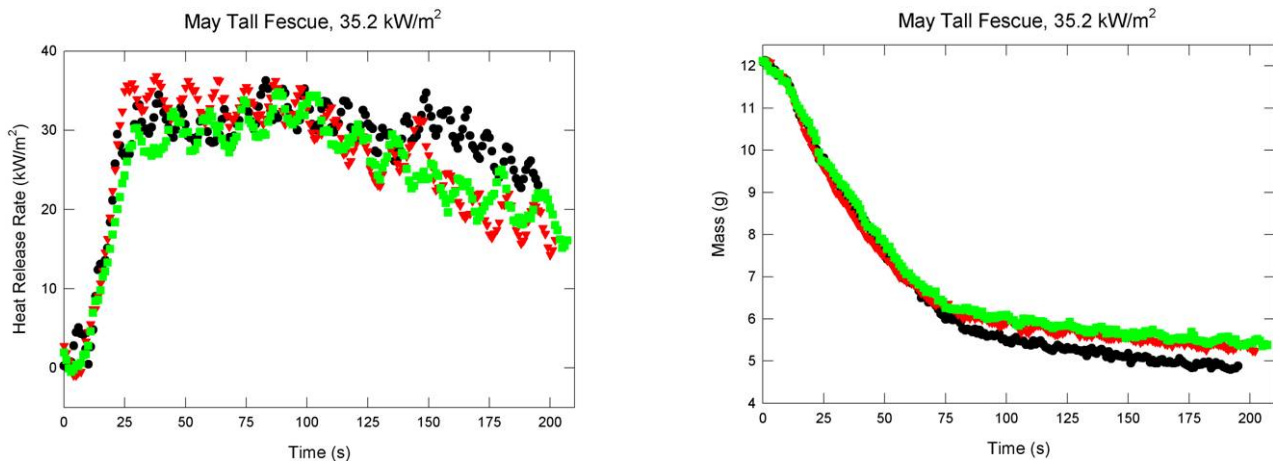 May Tall Fescue, 35.2 kW/m²
40
30
20
10
0
Heat Release Rate (kW/m²)
0 25 50 75 100 125 150 175 200
Time (s)
May Tall Fescue, 35.2 kW/m²
12
11
10
9
8
7
6
5
4
Mass (g)
0 25 50 75 100 125 150 175 200
Time (s)